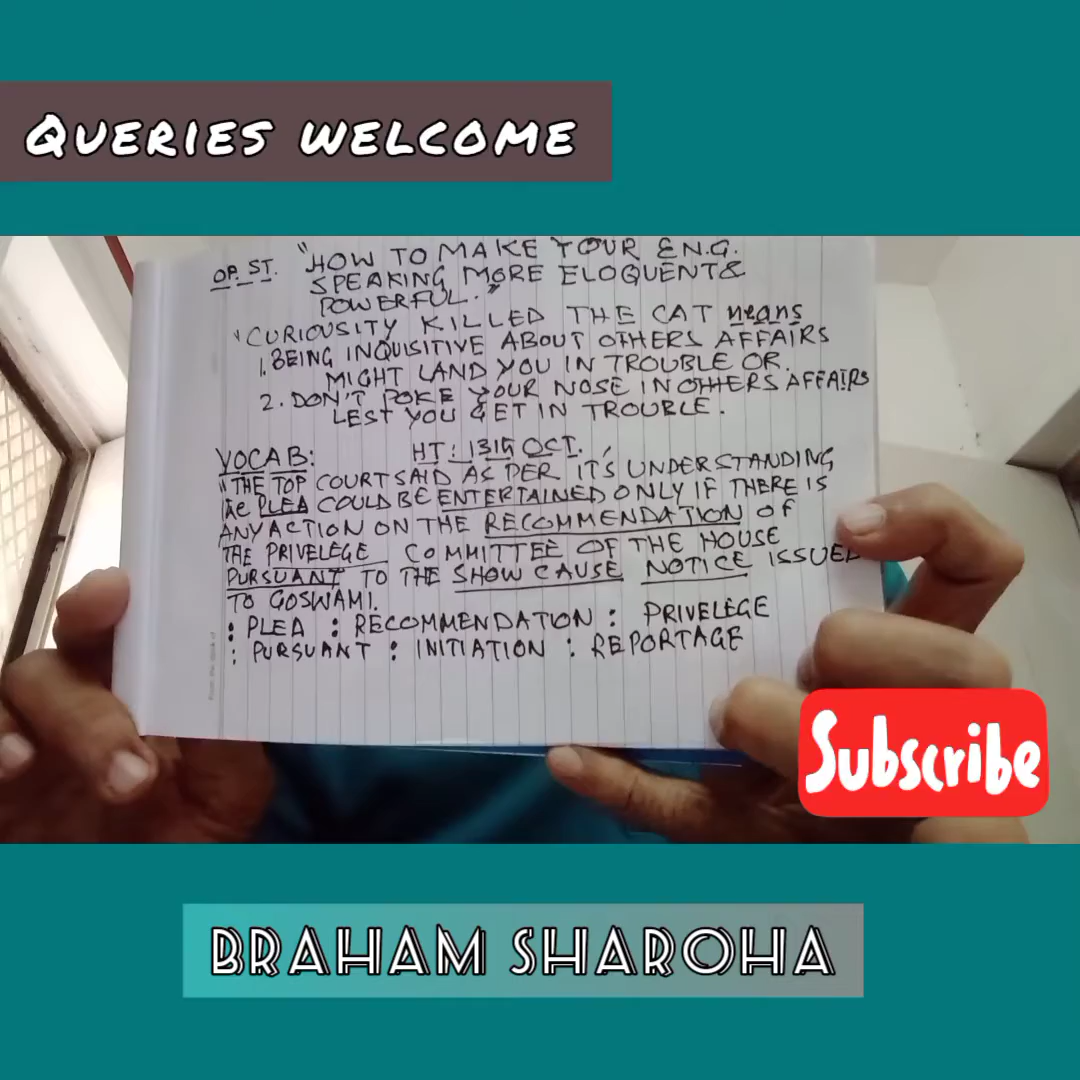 QUERIES WELCOME
OP. ST. "HOW TO MAKE YOUR ENG.
SPEAKING MORE ELOQUENT &
POWERFUL."
"CURIOSITY KILLED THE CAT means
1. BEING INQUISITIVE ABOUT OTHERS AFFAIRS
MIGHT LAND YOU IN TROUBLE OR.
2. DON'T POKE YOUR NOSE IN OTHERS AFFAIRS
LEST YOU GET IN TROUBLE.
VOCAB: HT: 13TH OCT.
"THE TOP COURT SAID AS PER IT'S UNDERSTANDING
THE PLEA COULD BE ENTERTAINED ONLY IF THERE IS
ANY ACTION ON THE RECOMMENDATION OF
THE PRIVELEGE COMMITTEE OF THE HOUSE
PURSUANT TO THE SHOW CAUSE NOTICE ISSUED
TO GOSWAMI.
: PLEA : RECOMMENDATION : PRIVELEGE
: PURSUANT : INITIATION : REPORTAGE
Subscribe
BRAHAM SHAROHA